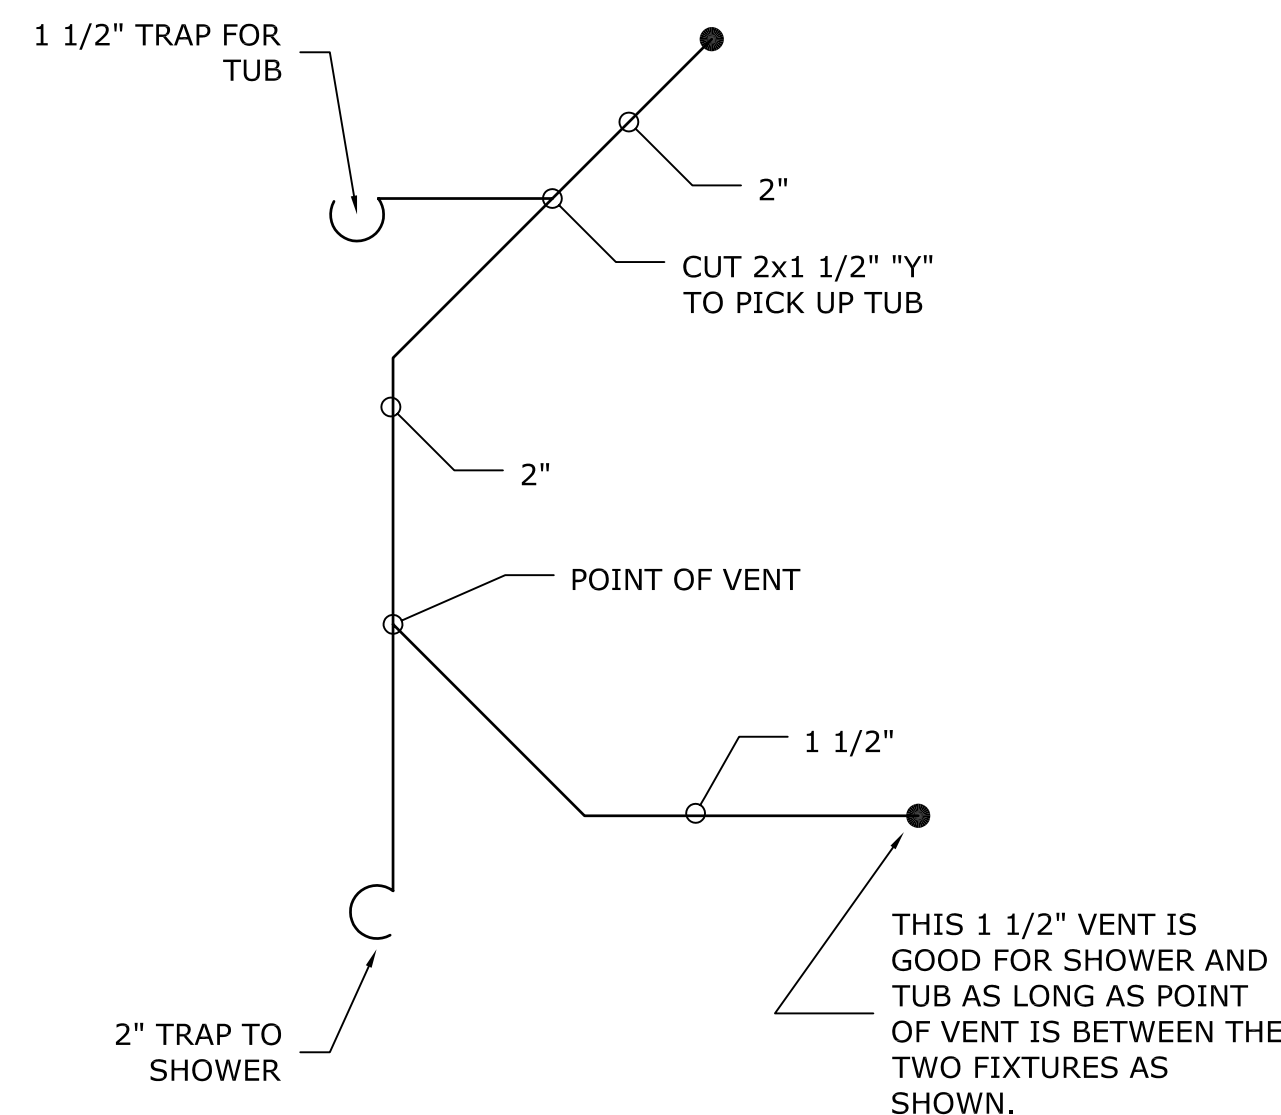 1 1/2" TRAP FOR
TUB
2"
CUT 2x1 1/2" "Y"
TO PICK UP TUB
2"
POINT OF VENT
1 1/2"
THIS 1 1/2" VENT IS
GOOD FOR SHOWER AND
TUB AS LONG AS POINT
OF VENT IS BETWEEN THE
TWO FIXTURES AS
SHOWN.
2" TRAP TO
SHOWER